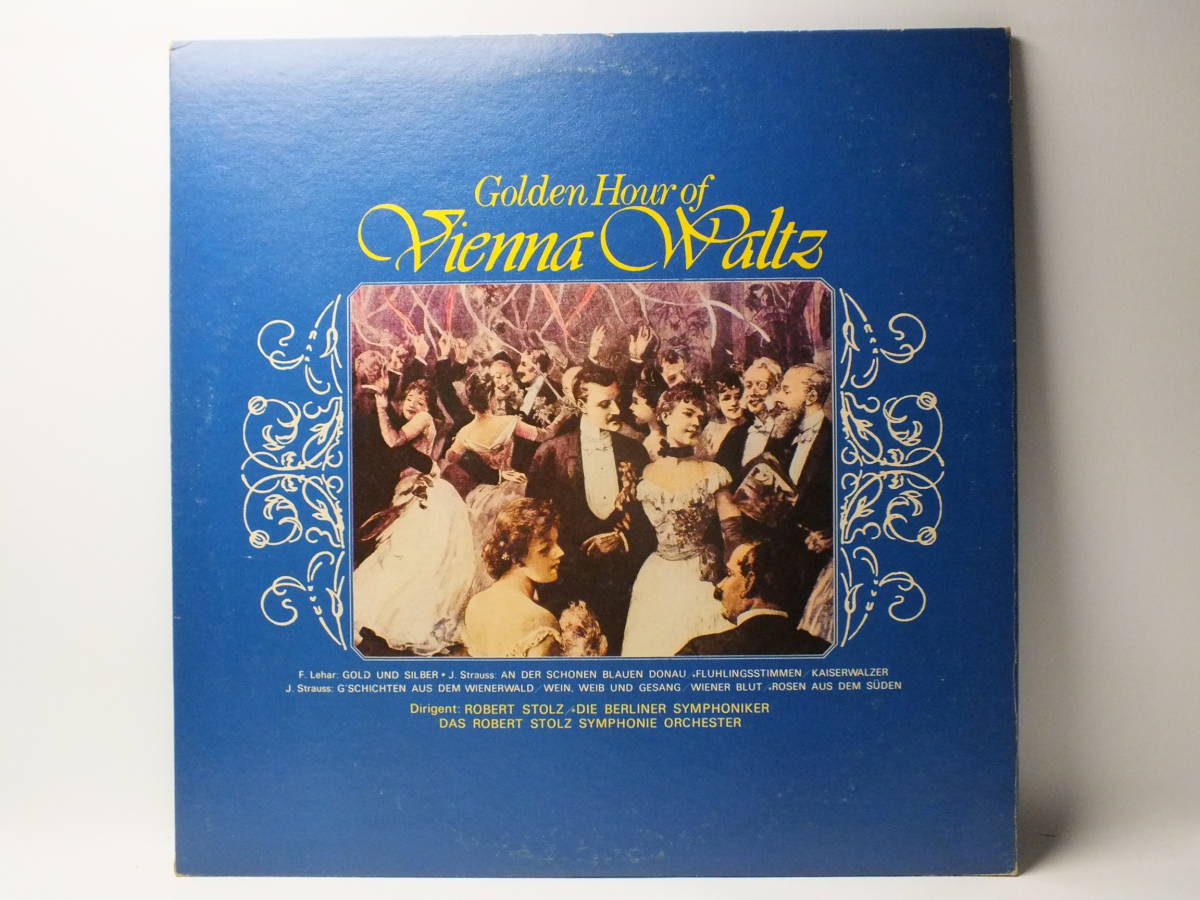 Golden Hour of
Vienna Waltz
F. Lehar: GOLD UND SILBER • J. Strauss: AN DER SCHONEN BLAUEN DONAU / *FLUHLINGSSTIMMEN / KAISERWALZER
J. Strauss: G'SCHICHTEN AUS DEM WIENERWALD / WEIN, WEIB UND GESANG / WIENER BLUT / *ROSEN AUS DEM SÜDEN
Dirigent: ROBERT STOLZ / *DIE BERLINER SYMPHONIKER
DAS ROBERT STOLZ SYMPHONIE ORCHESTER